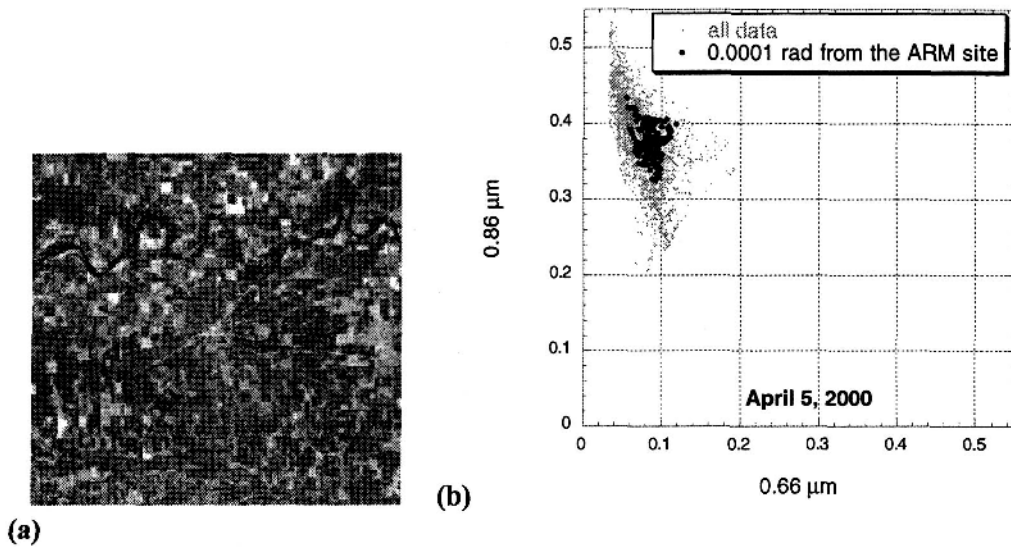 all data
0.0001 rad from the ARM site
0.5
0.4
0.3
0.2
0.1
0
0.86 µm
April 5, 2000
0 0.1 0.2 0.3 0.4 0.5
0.66 µm
(a)
(b)